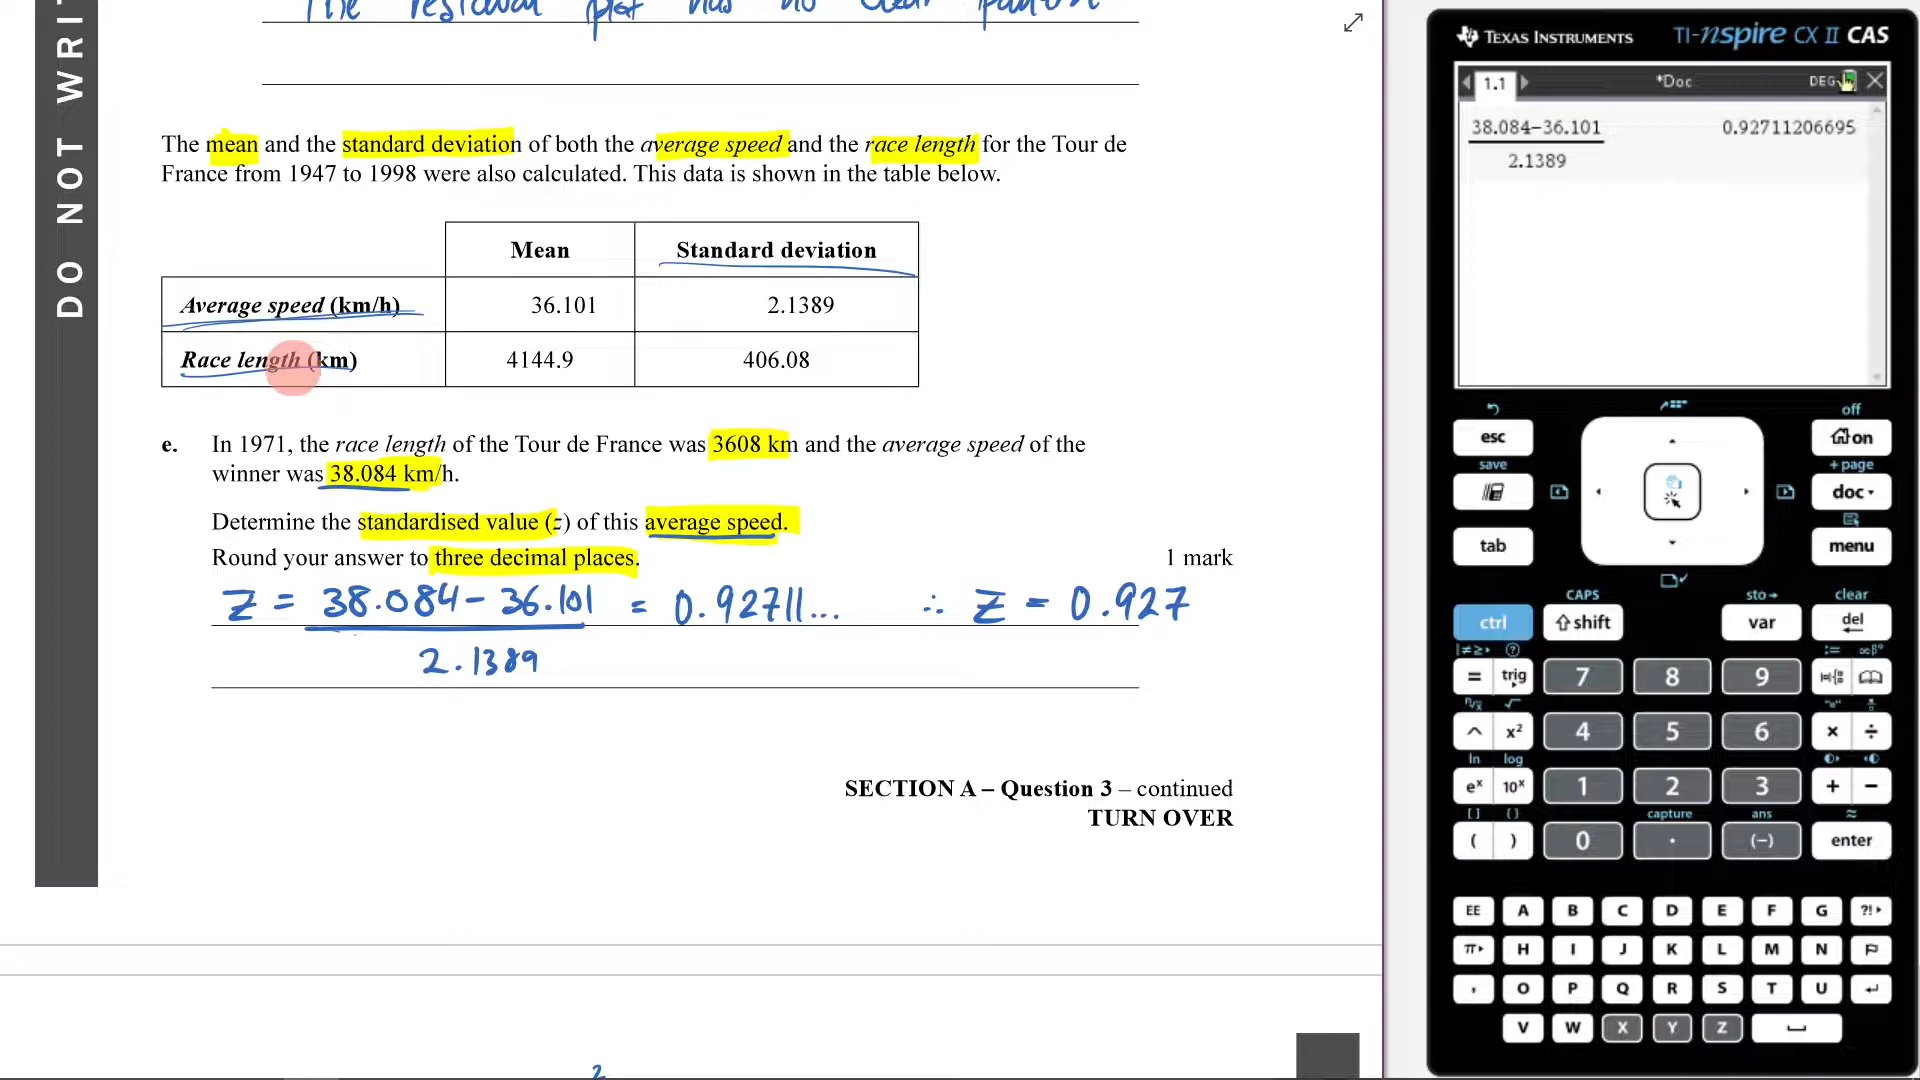 The residual plot has no clear pattern
DO NOT WRIT
The mean and the standard deviation of both the average speed and the race length for the Tour de
France from 1947 to 1998 were also calculated. This data is shown in the table below.
Mean Standard deviation
Average speed (km/h) 36.101 2.1389
Race length (km) 4144.9 406.08
e. In 1971, the race length of the Tour de France was 3608 km and the average speed of the
winner was 38.084 km/h.
Determine the standardised value (z) of this average speed.
Round your answer to three decimal places. 1 mark
z = 38.084 - 36.101 = 0.92711... ∴ z = 0.927
2.1389
SECTION A – Question 3 – continued
TURN OVER
TEXAS INSTRUMENTS TI-nspire CX II CAS
1.1 *Doc DEG
38.084−36.101 0.92711206695
2.1389
off
esc on
save +page
doc
tab menu
CAPS sto→ clear
ctrl shift var del
= trig 7 8 9
^ x² 4 5 6 × ÷
ln log
eˣ 10ˣ 1 2 3 + −
[ ] { } capture ans ≈
( ) 0 . (−) enter
EE A B C D E F G ?!
π H I J K L M N
, O P Q R S T U
V W X Y Z